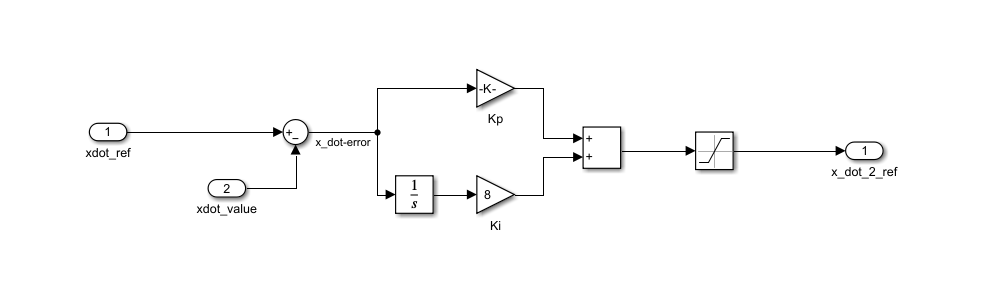 -K-
Kp
1
xdot_ref
+
−
x_dot-error
+
+
1
x_dot_2_ref
2
xdot_value
1
s
8
Ki